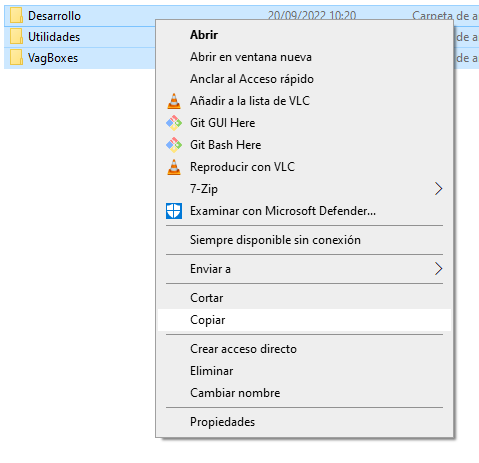 Desarrollo 20/09/2022 10:20 Carpeta de a
Utilidades de a
VagBoxes de a
Abrir
Abrir en ventana nueva
Anclar al Acceso rápido
Añadir a la lista de VLC
Git GUI Here
Git Bash Here
Reproducir con VLC
7-Zip
Examinar con Microsoft Defender...
Siempre disponible sin conexión
Enviar a
Cortar
Copiar
Crear acceso directo
Eliminar
Cambiar nombre
Propiedades